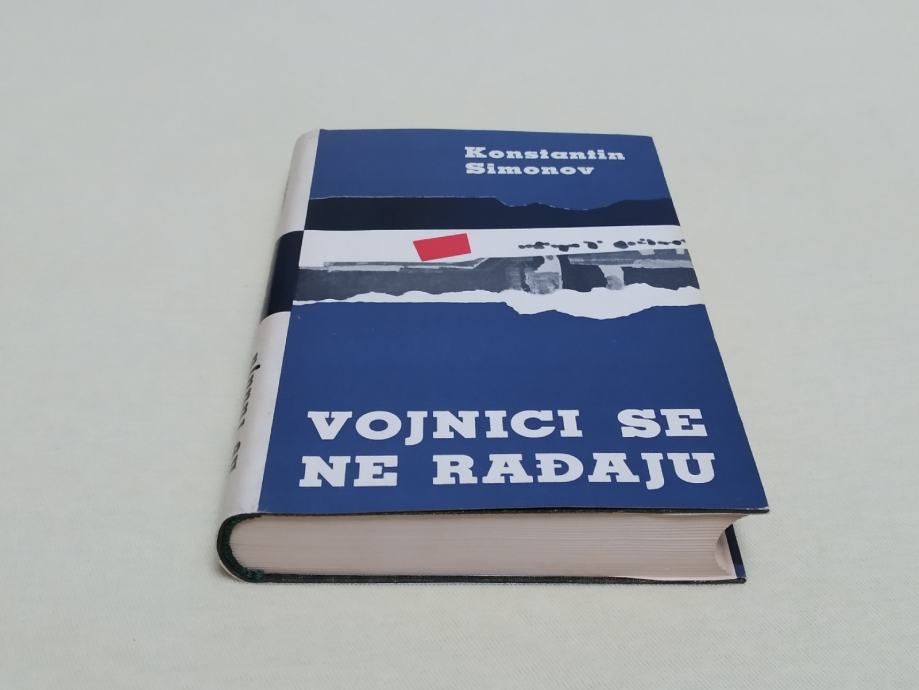 Konstantin
Simonov
VOJNICI SE
NE RAĐAJU